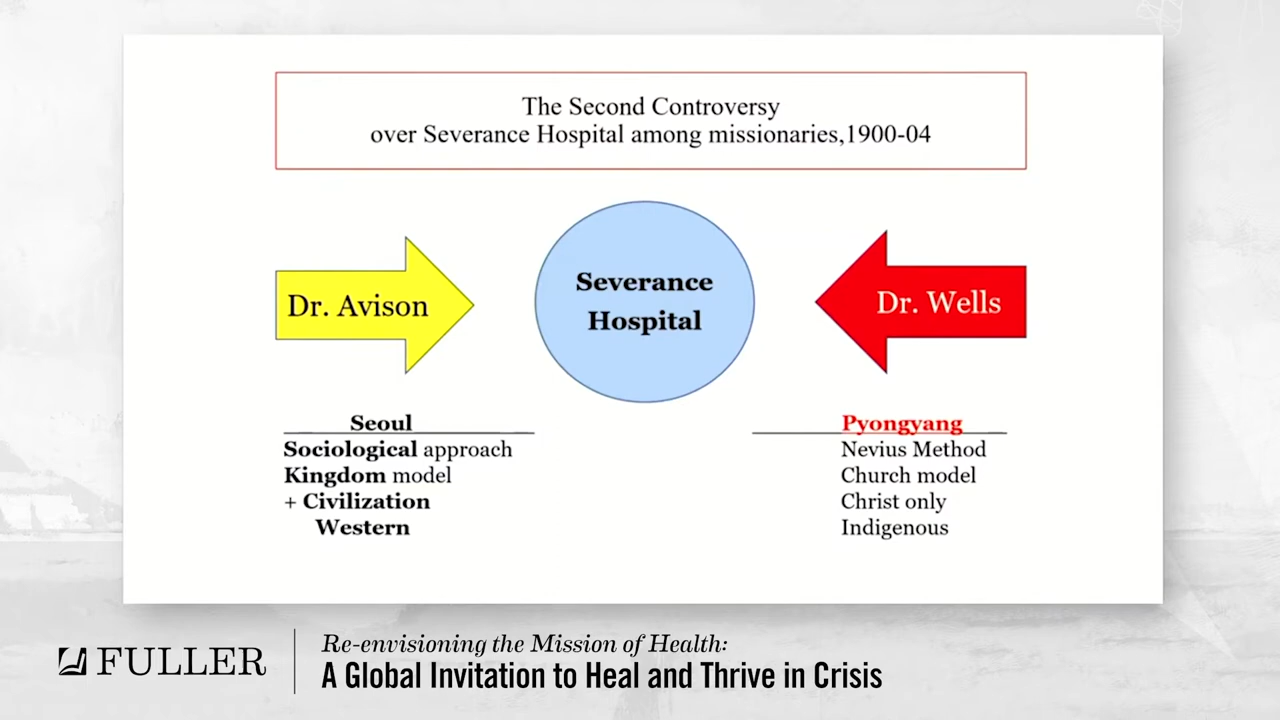 The Second Controversy
over Severance Hospital among missionaries,1900-04
Dr. Avison
Severance
Hospital
Dr. Wells
Seoul
Sociological approach
Kingdom model
+ Civilization
Western
Pyongyang
Nevius Method
Church model
Christ only
Indigenous
FULLER
Re-envisioning the Mission of Health:
A Global Invitation to Heal and Thrive in Crisis